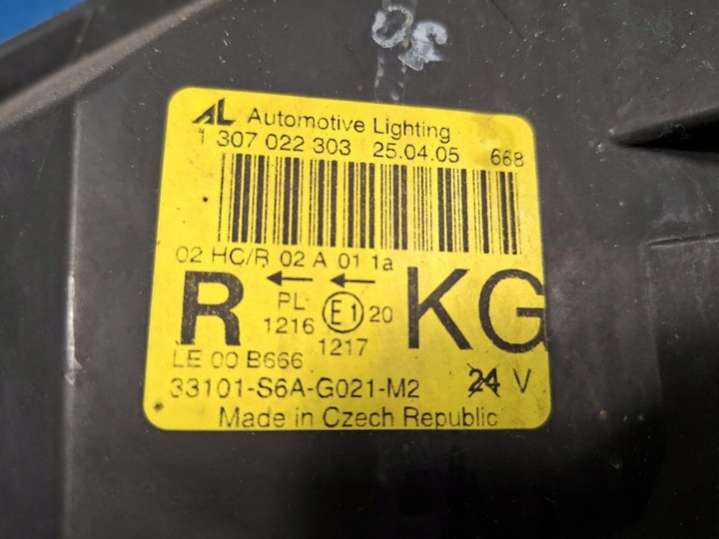 OF
AL Automotive Lighting
1 307 022 303 25.04.05 668
02 HC/R 02 A 01 1a
R ← ← KG
PL E1 20
1216 1217
LE 00 B666
33101-S6A-G021-M2 24 V
Made in Czech Republic